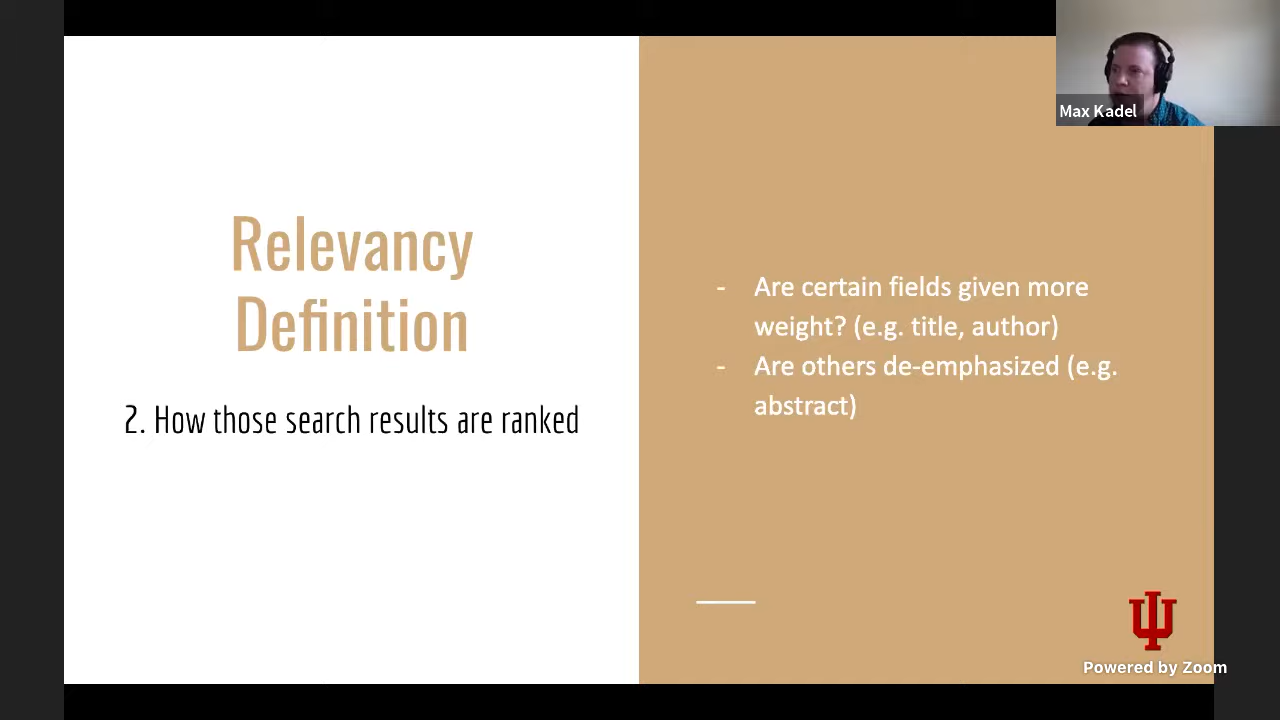 Max Kadel
Relevancy
Definition
2. How those search results are ranked
- Are certain fields given more
weight? (e.g. title, author)
- Are others de-emphasized (e.g.
abstract)
Powered by Zoom